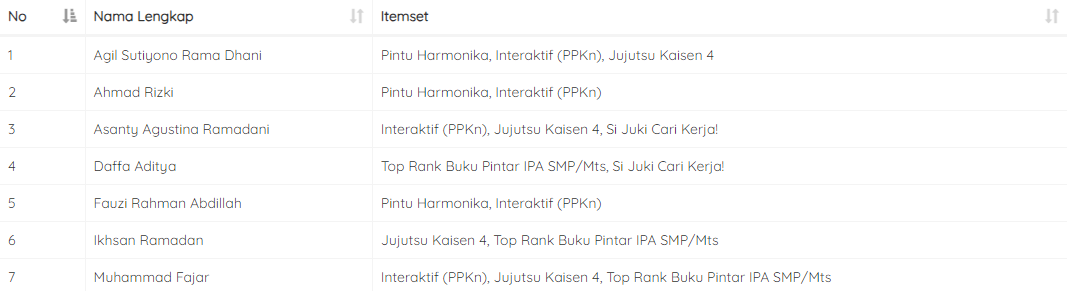 No Nama Lengkap Itemset
1 Agil Sutiyono Rama Dhani Pintu Harmonika, Interaktif (PPKn), Jujutsu Kaisen 4
2 Ahmad Rizki Pintu Harmonika, Interaktif (PPKn)
3 Asanty Agustina Ramadani Interaktif (PPKn), Jujutsu Kaisen 4, Si Juki Cari Kerja!
4 Daffa Aditya Top Rank Buku Pintar IPA SMP/Mts, Si Juki Cari Kerja!
5 Fauzi Rahman Abdillah Pintu Harmonika, Interaktif (PPKn)
6 Ikhsan Ramadan Jujutsu Kaisen 4, Top Rank Buku Pintar IPA SMP/Mts
7 Muhammad Fajar Interaktif (PPKn), Jujutsu Kaisen 4, Top Rank Buku Pintar IPA SMP/Mts